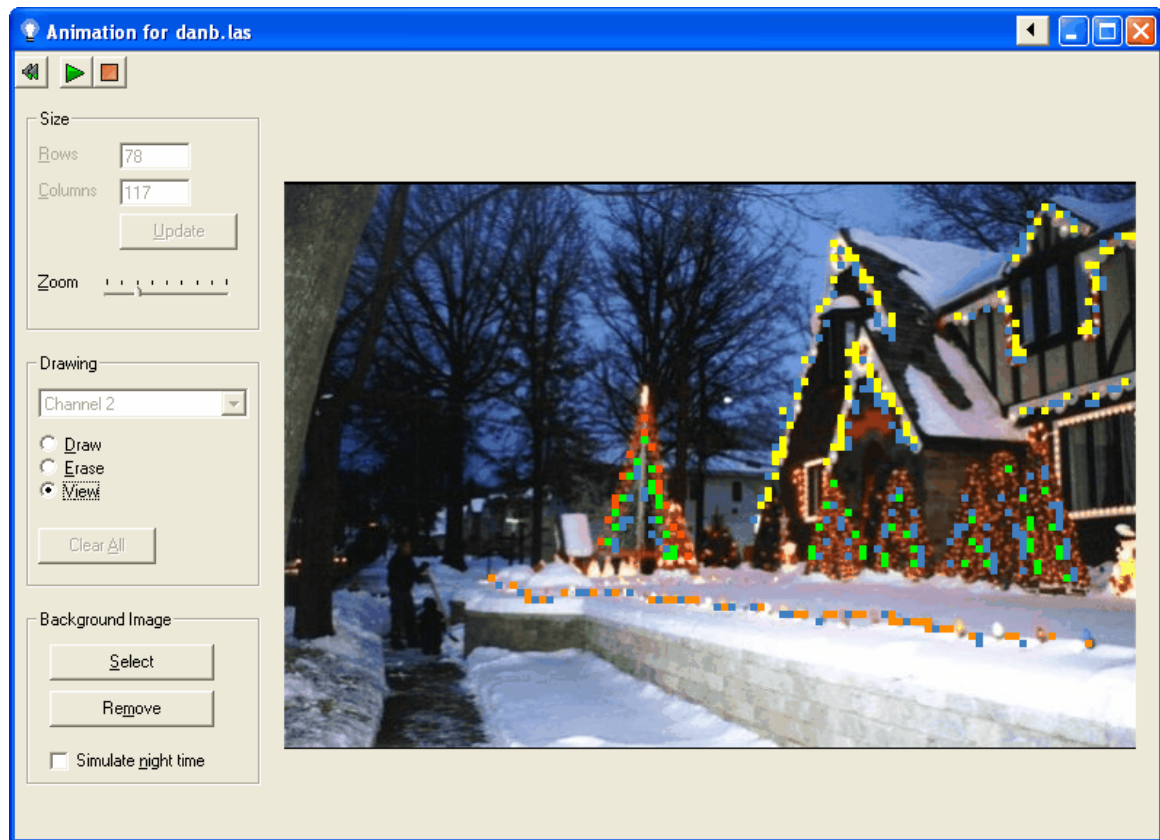 Animation for danb.las
Size
Rows 78
Columns 117
Update
Zoom
Drawing
Channel 2
Draw
Erase
View
Clear All
Background Image
Select
Remove
Simulate night time